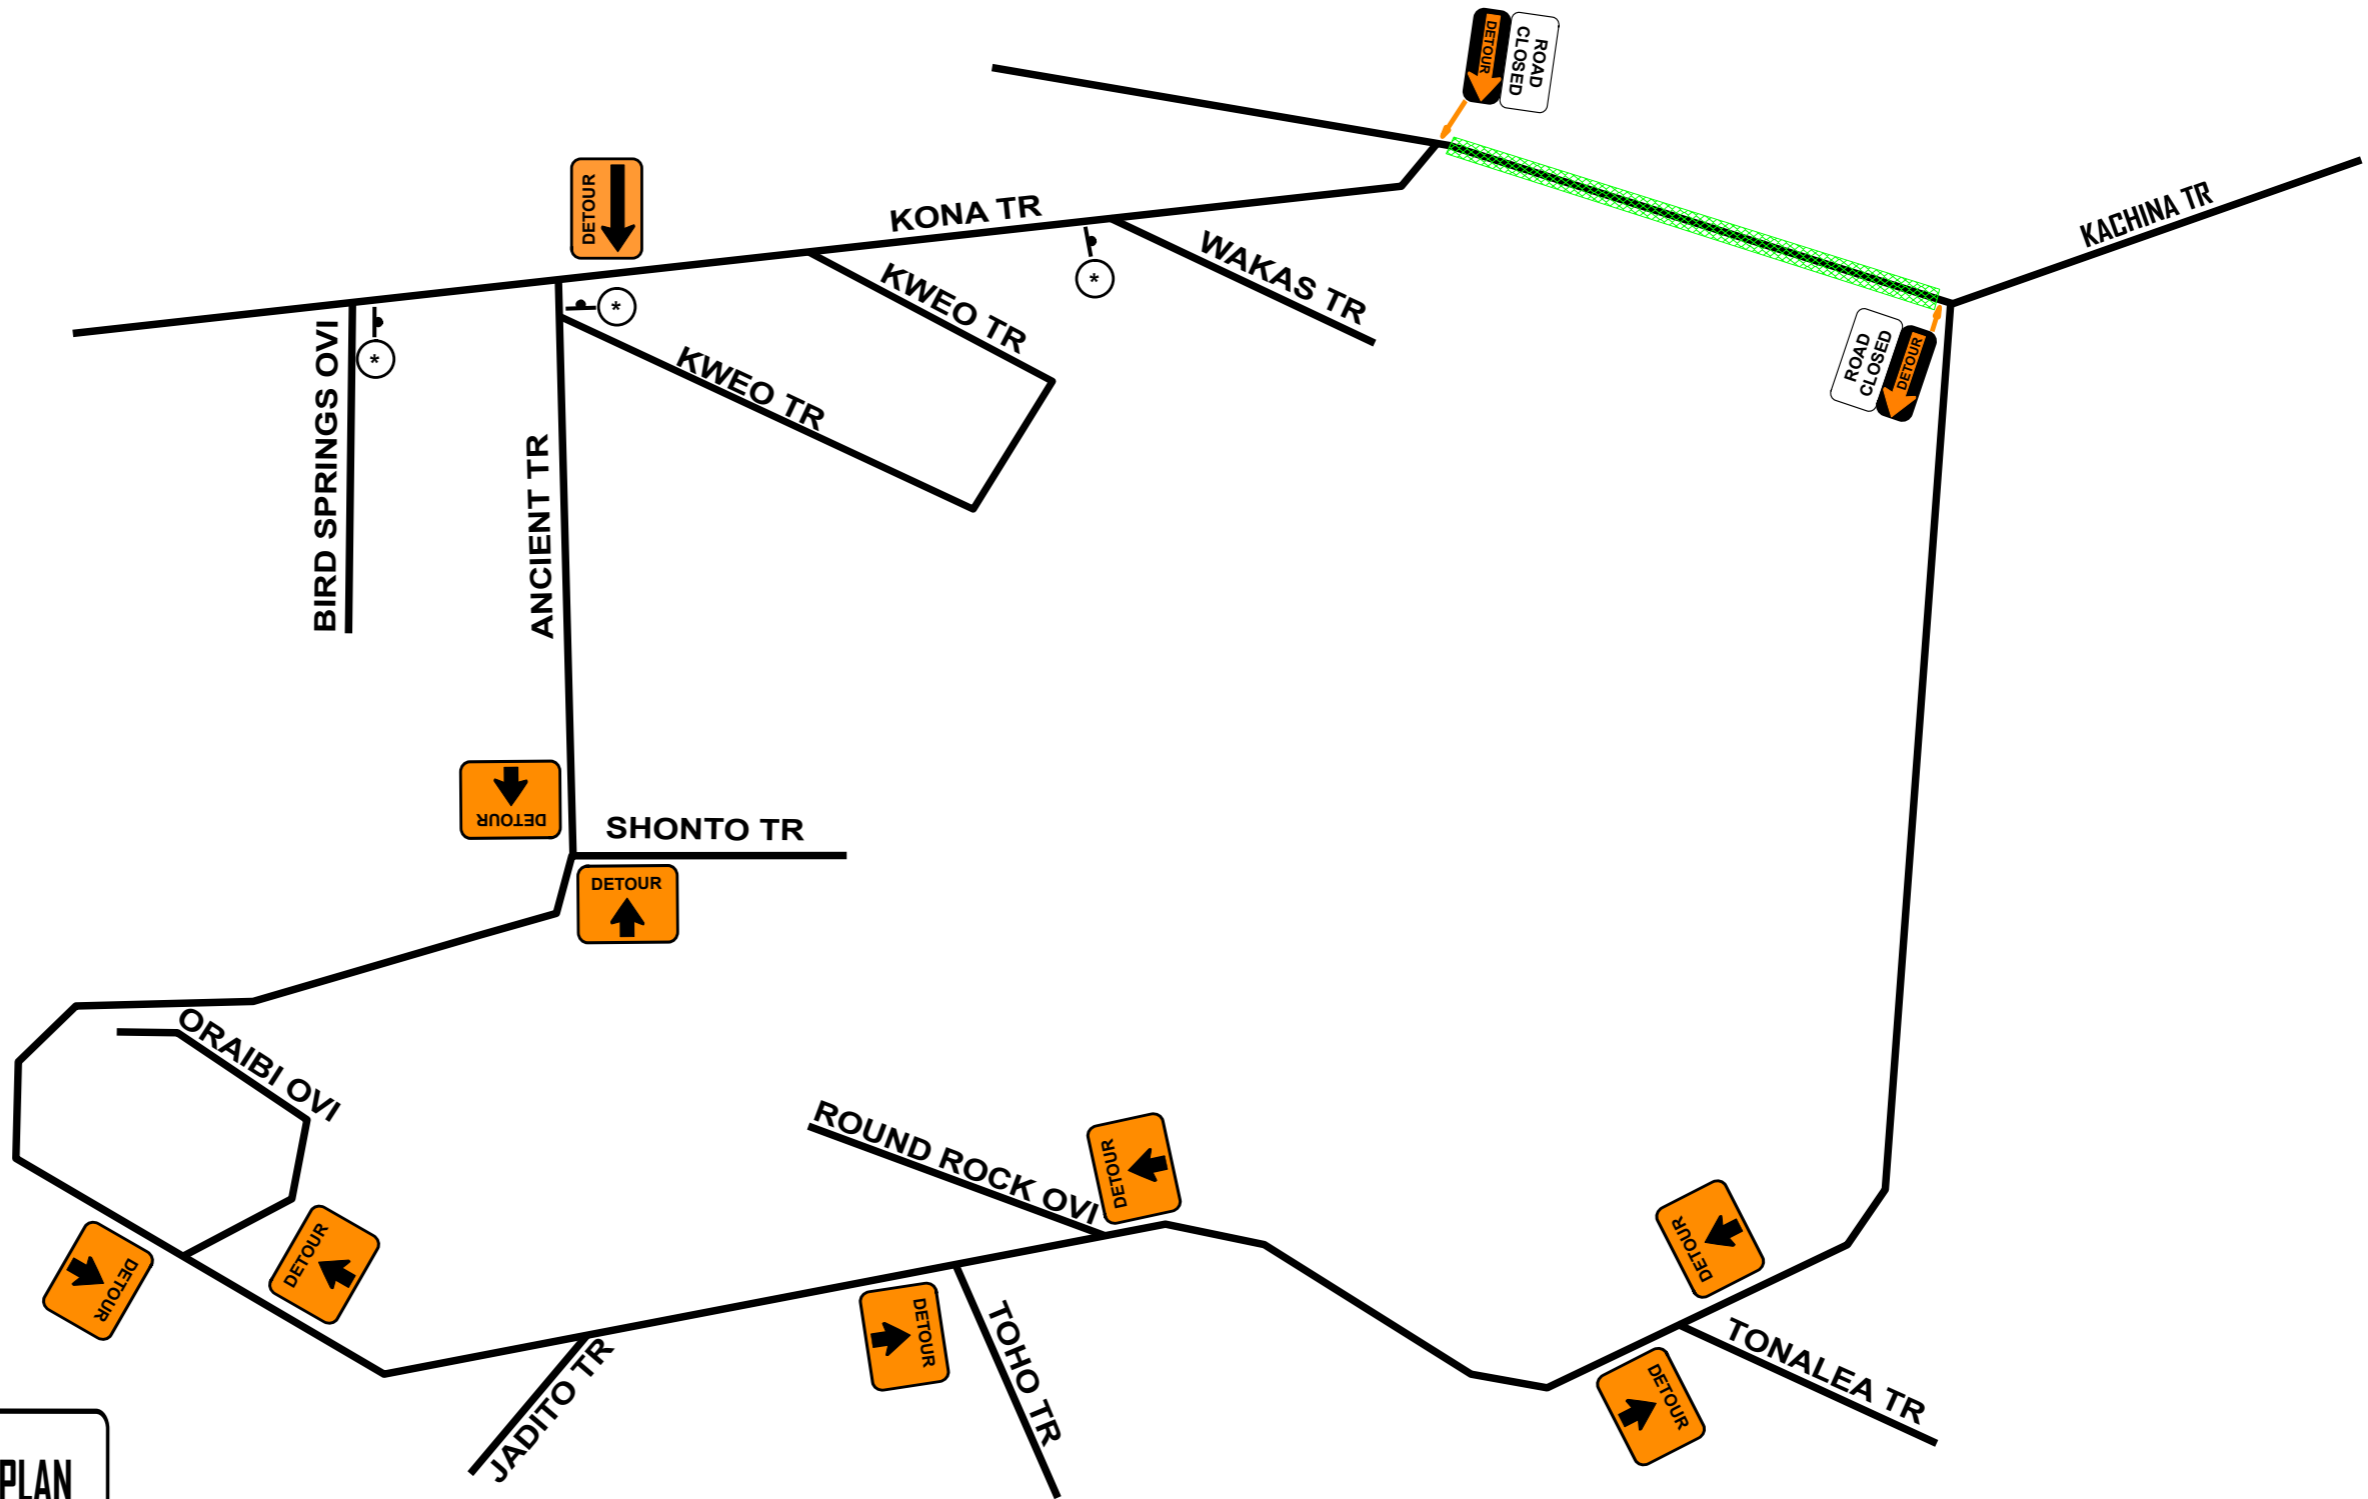 ROAD
CLOSED
DETOUR
DETOUR
KONA TR
KACHINA TR
WAKAS TR
KWEO TR
KWEO TR
ROAD
CLOSED
DETOUR
*
*
*
BIRD SPRINGS OVI
ANCIENT TR
DETOUR
SHONTO TR
DETOUR
ORAIBI OVI
ROUND ROCK OVI
DETOUR
DETOUR
DETOUR
DETOUR
DETOUR
TOHO TR
JADITO TR
TONALEA TR
DETOUR
PLAN